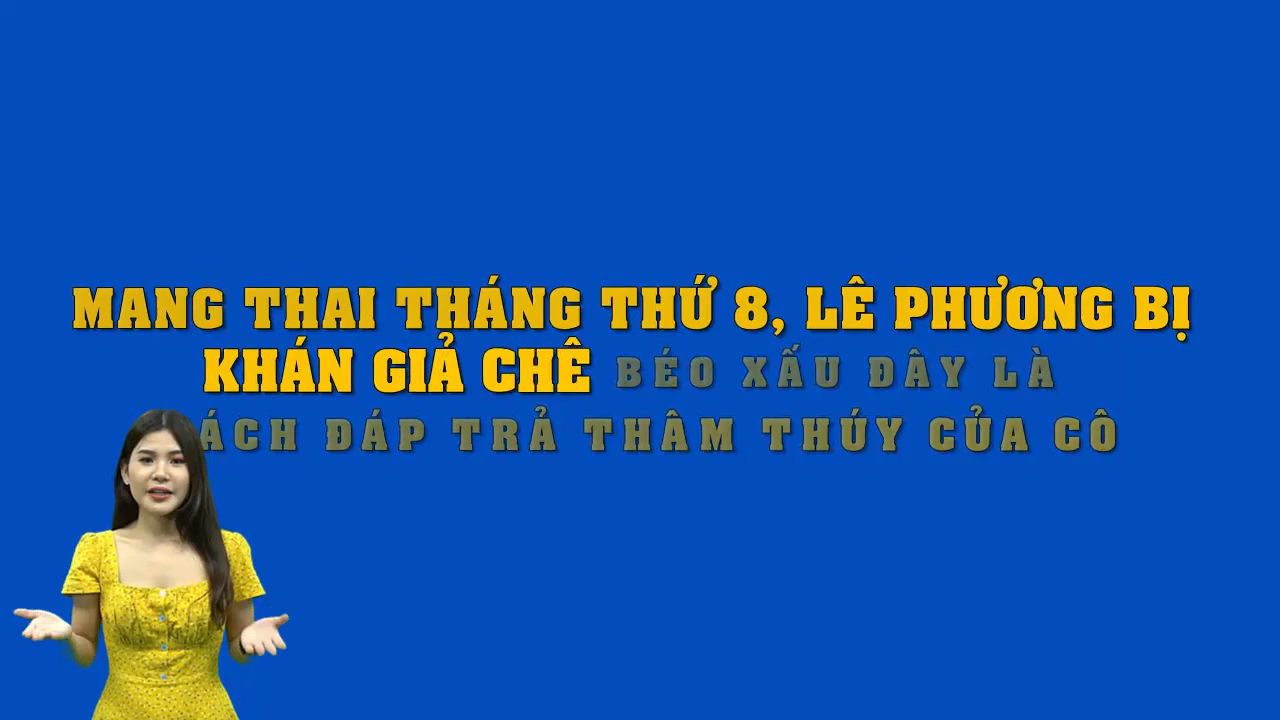 MANG THAI THÁNG THỨ 8, LÊ PHƯƠNG BỊ
KHÁN GIẢ CHÊ BÉO XẤU ĐÂY LÀ
ÁCH ĐÁP TRẢ THÂM THÚY CỦA CÔ